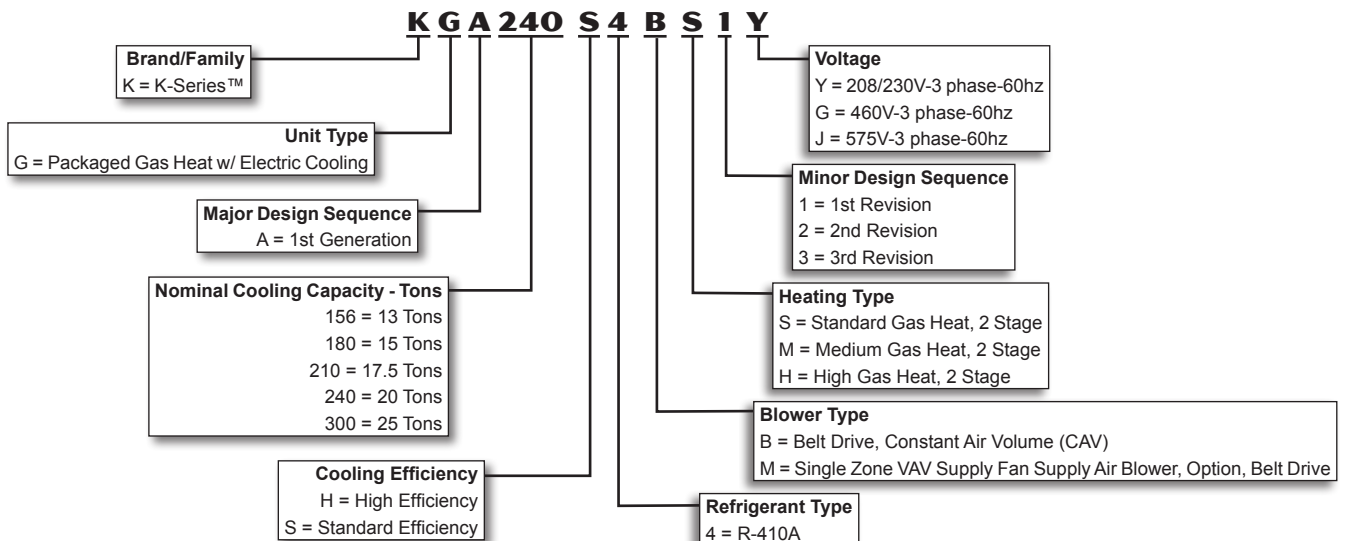 K G A 240 S 4 B S 1 Y
Brand/Family
K = K-Series™
Unit Type
G = Packaged Gas Heat w/ Electric Cooling
Major Design Sequence
A = 1st Generation
Nominal Cooling Capacity - Tons
156 = 13 Tons
180 = 15 Tons
210 = 17.5 Tons
240 = 20 Tons
300 = 25 Tons
Cooling Efficiency
H = High Efficiency
S = Standard Efficiency
Voltage
Y = 208/230V-3 phase-60hz
G = 460V-3 phase-60hz
J = 575V-3 phase-60hz
Minor Design Sequence
1 = 1st Revision
2 = 2nd Revision
3 = 3rd Revision
Heating Type
S = Standard Gas Heat, 2 Stage
M = Medium Gas Heat, 2 Stage
H = High Gas Heat, 2 Stage
Blower Type
B = Belt Drive, Constant Air Volume (CAV)
M = Single Zone VAV Supply Fan Supply Air Blower, Option, Belt Drive
Refrigerant Type
4 = R-410A